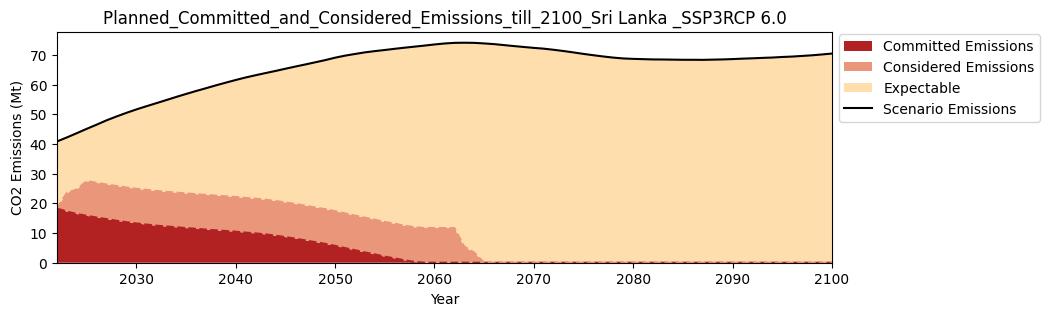 Planned_Committed_and_Considered_Emissions_till_2100_Sri Lanka _SSP3RCP 6.0
Committed Emissions
Considered Emissions
Expectable
Scenario Emissions
CO2 Emissions (Mt)
70
60
50
40
30
20
10
0
2030 2040 2050 2060 2070 2080 2090 2100
Year